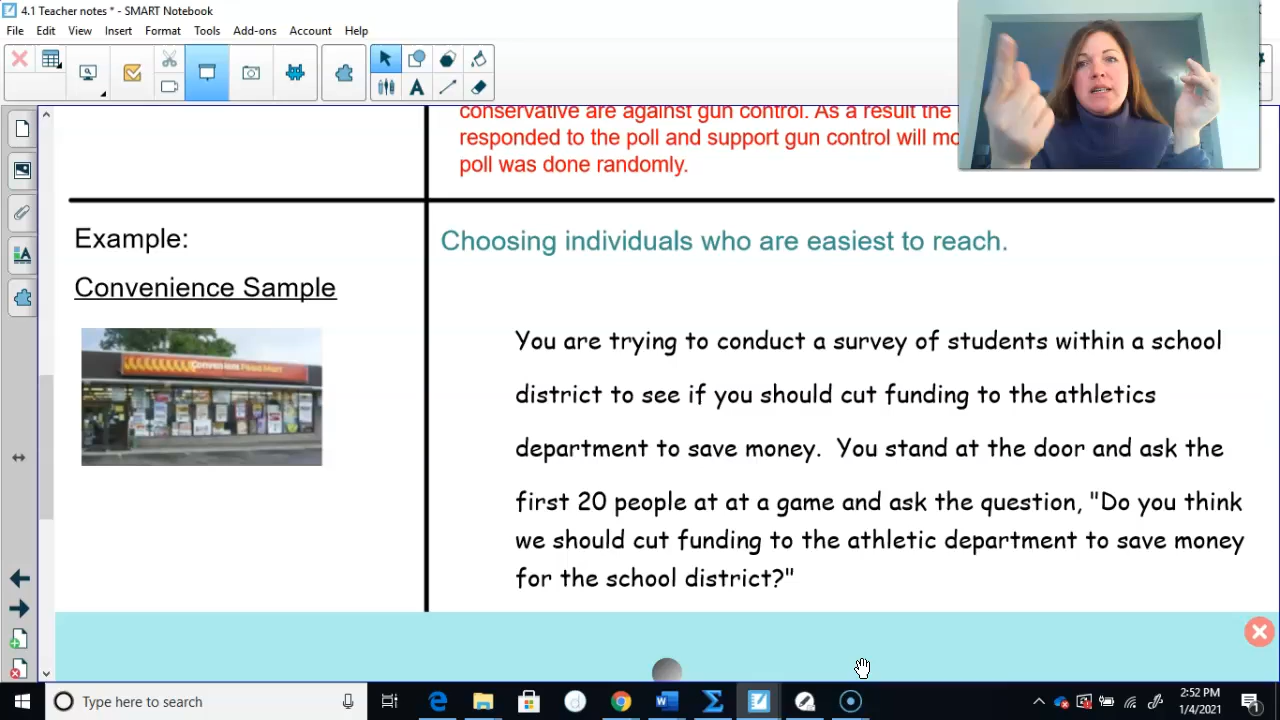 4.1 Teacher notes * - SMART Notebook
File Edit View Insert Format Tools Add-ons Account Help
conservative are against gun control. As a result the
responded to the poll and support gun control will mo
poll was done randomly.
Example:
Convenience Sample
Choosing individuals who are easiest to reach.
You are trying to conduct a survey of students within a school
district to see if you should cut funding to the athletics
department to save money. You stand at the door and ask the
first 20 people at at a game and ask the question, "Do you think
we should cut funding to the athletic department to save money
for the school district?"
Type here to search
2:52 PM
1/4/2021